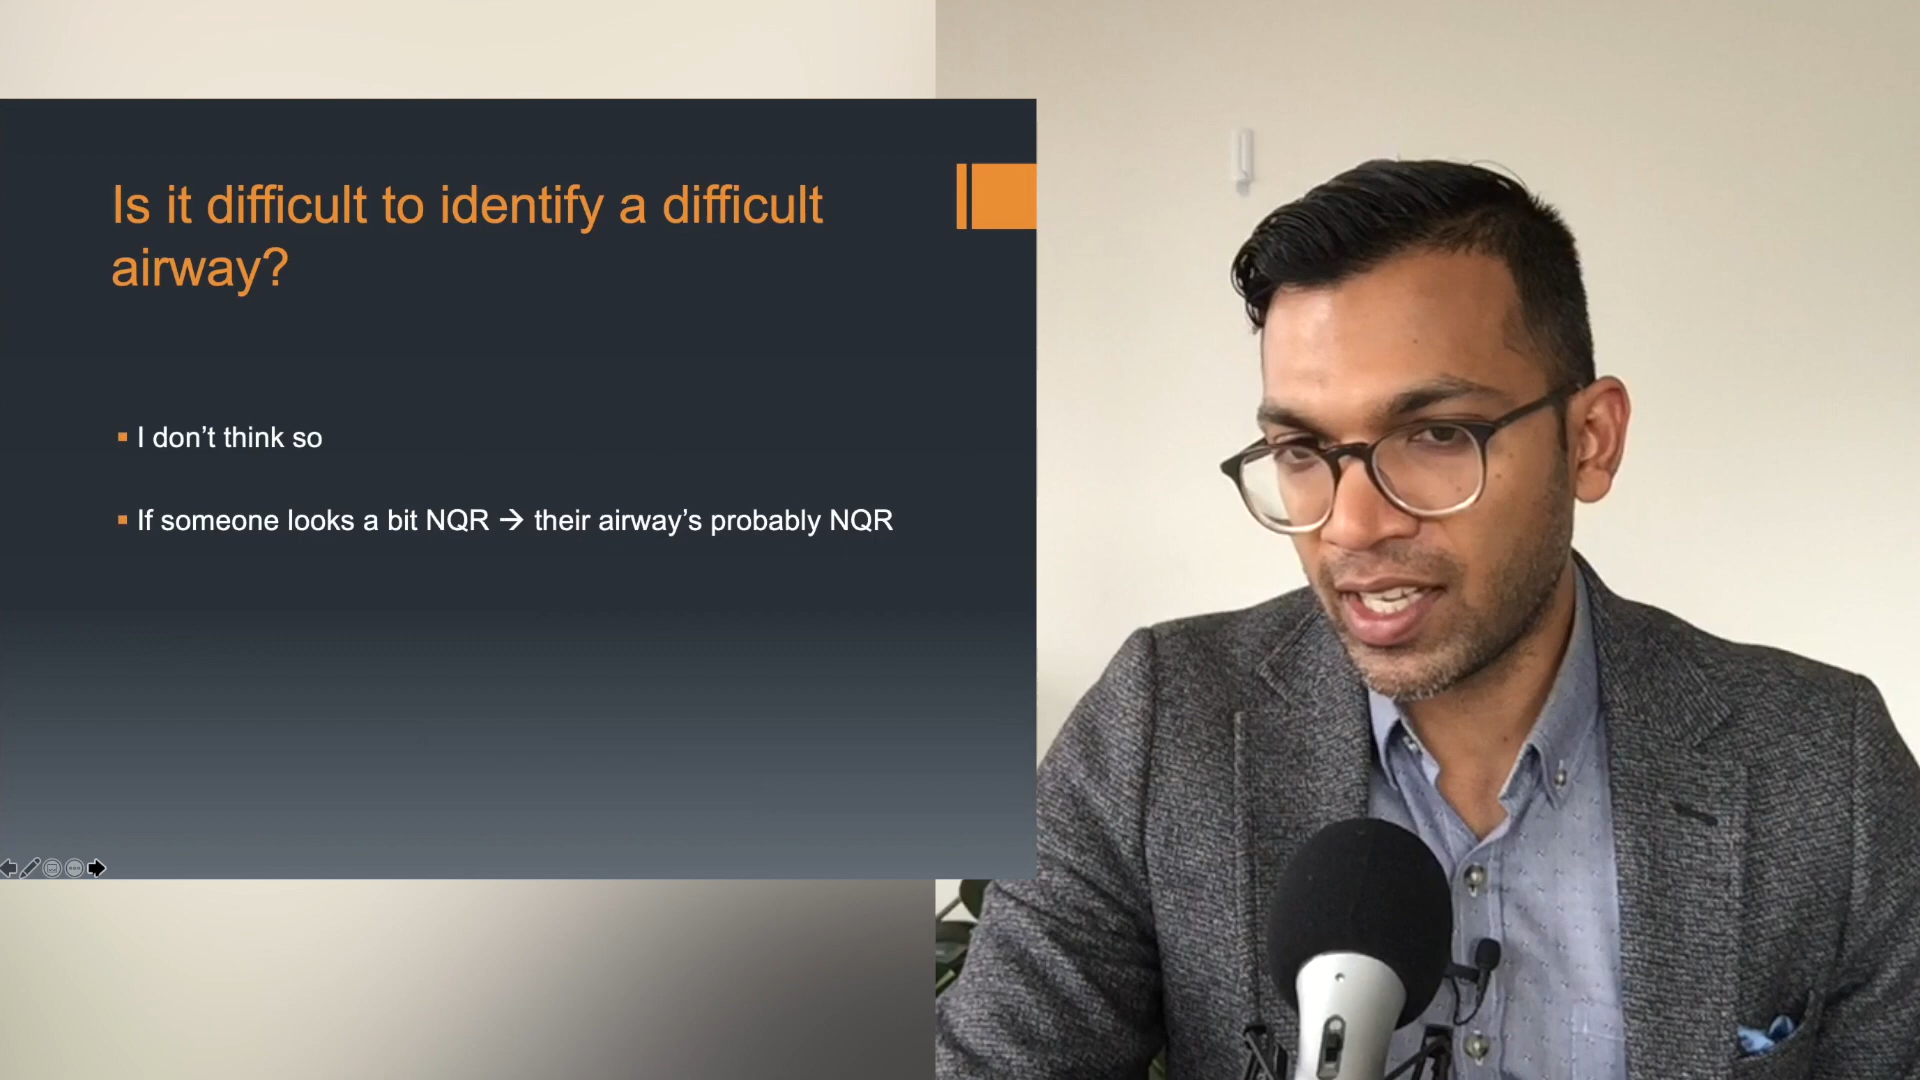 Is it difficult to identify a difficult
airway?
▪ I don’t think so
▪ If someone looks a bit NQR → their airway’s probably NQR